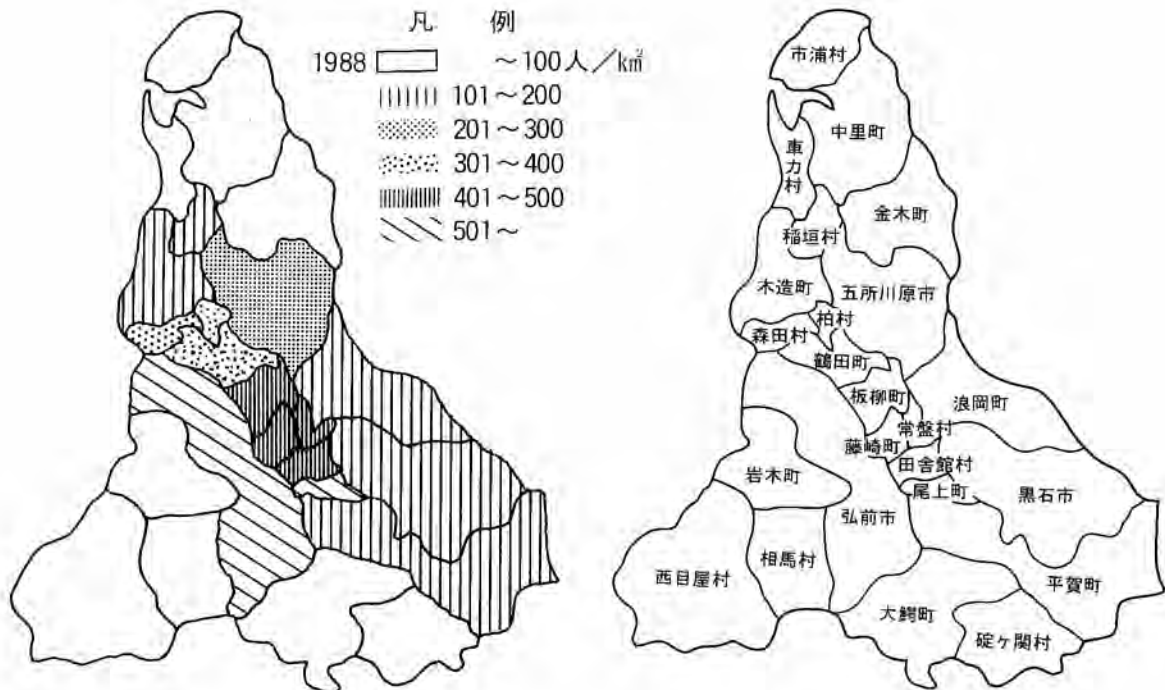 凡 例
1988 ～100人／㎢
101～200
201～300
301～400
401～500
501～
市浦村
中里町
車力村
金木町
稲垣村
木造町
五所川原市
柏村
森田村
鶴田町
板柳町
浪岡町
常盤村
藤崎町
田舎館村
岩木町
尾上町
黒石市
弘前市
相馬村
西目屋村
平賀町
大鰐町
碇ヶ関村